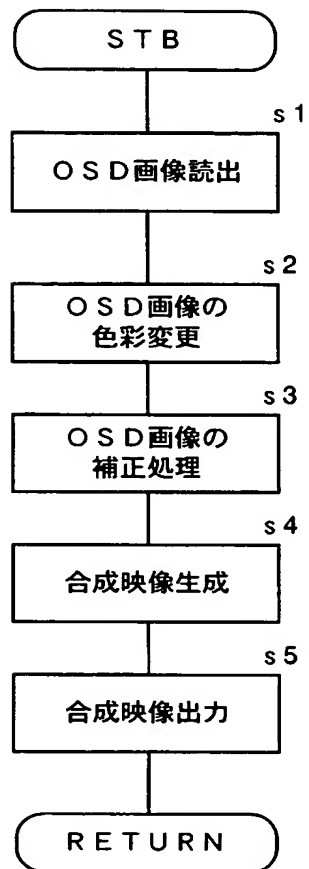 STB
s1
OSD画像読出
s2
OSD画像の
色彩変更
s3
OSD画像の
補正処理
s4
合成映像生成
s5
合成映像出力
RETURN